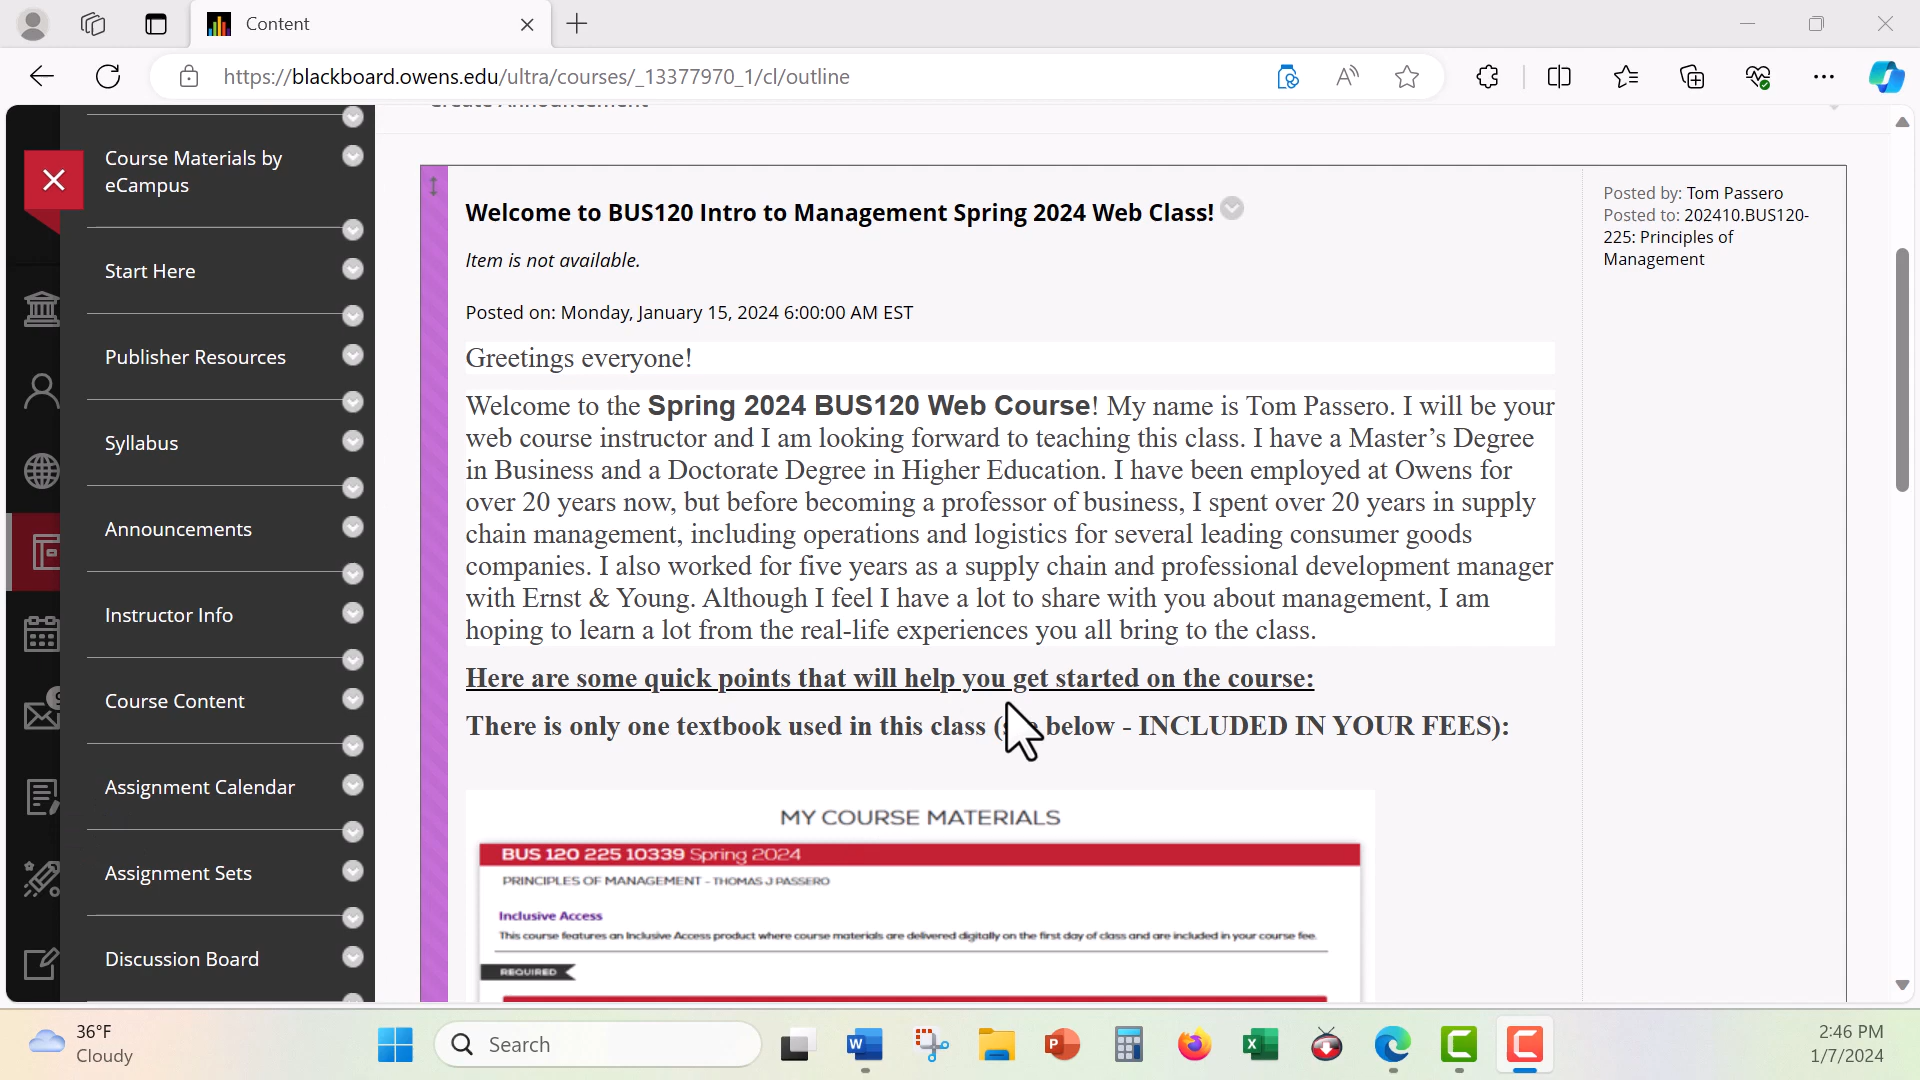 Content
https://blackboard.owens.edu/ultra/courses/_13377970_1/cl/outline
Course Materials by
eCampus
Start Here
Publisher Resources
Syllabus
Announcements
Instructor Info
Course Content
Assignment Calendar
Assignment Sets
Discussion Board
Create Announcement
Welcome to BUS120 Intro to Management Spring 2024 Web Class!
Item is not available.
Posted on: Monday, January 15, 2024 6:00:00 AM EST
Greetings everyone!
Welcome to the Spring 2024 BUS120 Web Course! My name is Tom Passero. I will be your
web course instructor and I am looking forward to teaching this class. I have a Master’s Degree
in Business and a Doctorate Degree in Higher Education. I have been employed at Owens for
over 20 years now, but before becoming a professor of business, I spent over 20 years in supply
chain management, including operations and logistics for several leading consumer goods
companies. I also worked for five years as a supply chain and professional development manager
with Ernst & Young. Although I feel I have a lot to share with you about management, I am
hoping to learn a lot from the real-life experiences you all bring to the class.
Here are some quick points that will help you get started on the course:
There is only one textbook used in this class (see below - INCLUDED IN YOUR FEES):
MY COURSE MATERIALS
BUS 120 225 10339 Spring 2024
PRINCIPLES OF MANAGEMENT - THOMAS J PASSERO
Inclusive Access
This course features an Inclusive Access product where course materials are delivered digitally on the first day of class and are included in your course fee.
REQUIRED
Posted by: Tom Passero
Posted to: 202410.BUS120-
225: Principles of
Management
36°F
Cloudy
Search
2:46 PM
1/7/2024